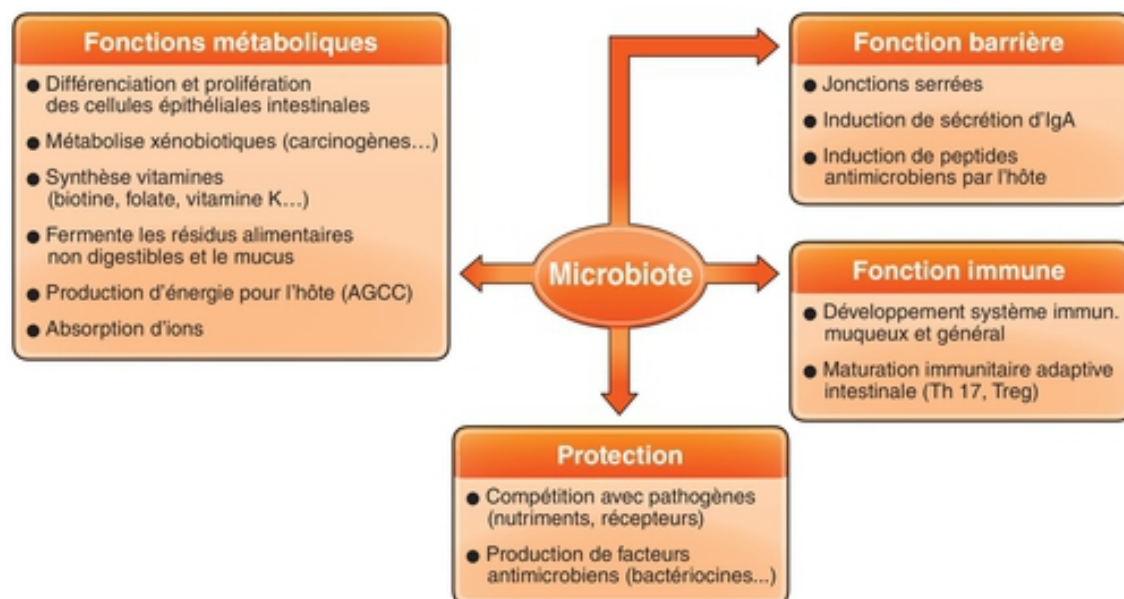 Fonctions métaboliques
● Différenciation et prolifération
des cellules épithéliales intestinales
● Métabolise xénobiotiques (carcinogènes…)
● Synthèse vitamines
(biotine, folate, vitamine K…)
● Fermente les résidus alimentaires
non digestibles et le mucus
● Production d'énergie pour l'hôte (AGCC)
● Absorption d'ions
Microbiote
Fonction barrière
● Jonctions serrées
● Induction de sécrétion d'IgA
● Induction de peptides
antimicrobiens par l'hôte
Fonction immune
● Développement système immun.
muqueux et général
● Maturation immunitaire adaptive
intestinale (Th 17, Treg)
Protection
● Compétition avec pathogènes
(nutriments, récepteurs)
● Production de facteurs
antimicrobiens (bactériocines...)